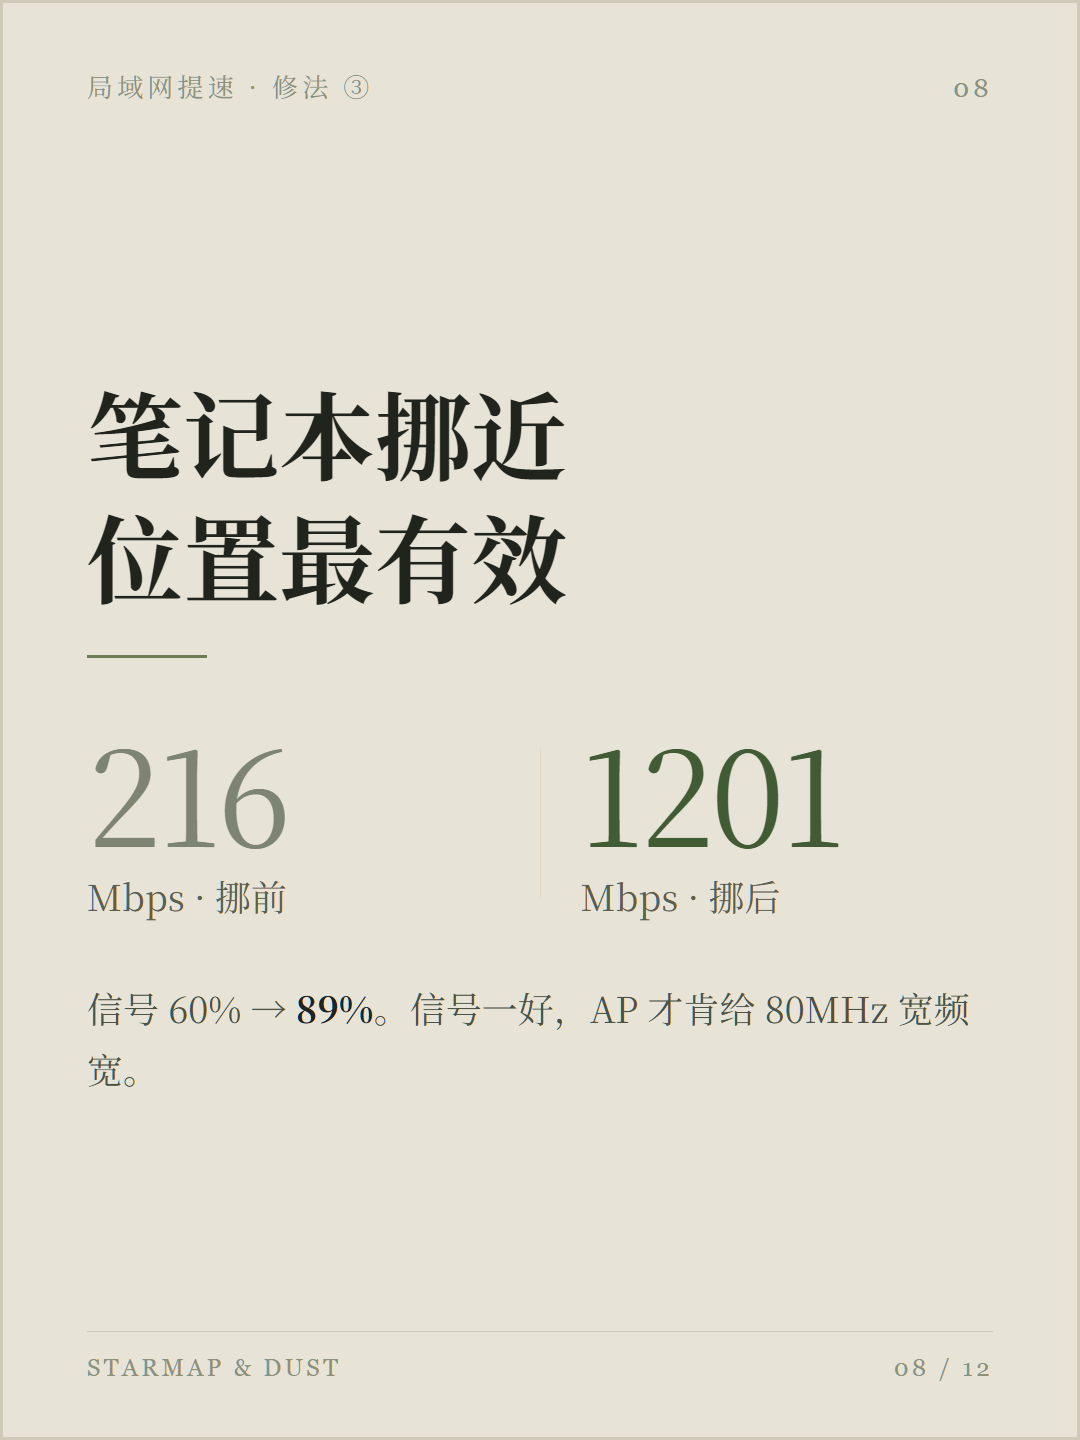 局域网提速 · 修法 ③
08
笔记本挪近
位置最有效
216
Mbps · 挪前
1201
Mbps · 挪后
信号 60% → 89%。信号一好，AP 才肯给 80MHz 宽频
宽。
STARMAP & DUST
08 / 12